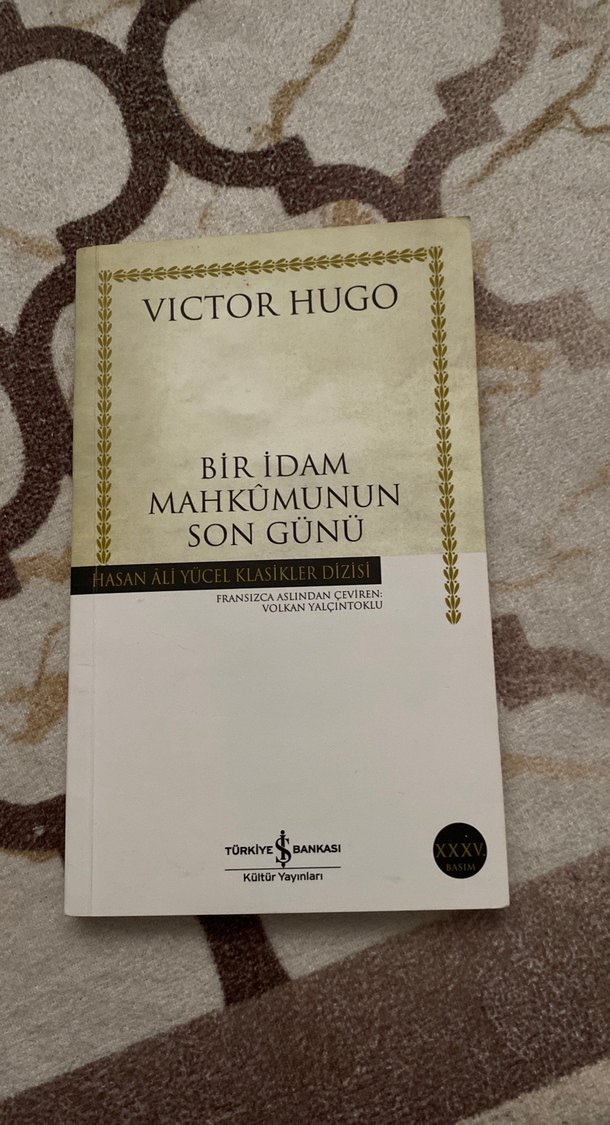 VICTOR HUGO
BİR İDAM
MAHKÛMUNUN
SON GÜNÜ
HASAN ÂLİ YÜCEL KLASİKLER DİZİSİ
FRANSIZCA ASLINDAN ÇEVİREN:
VOLKAN YALÇINTOKLU
TÜRKİYE İŞ BANKASI
Kültür Yayınları
XXXV.
BASIM